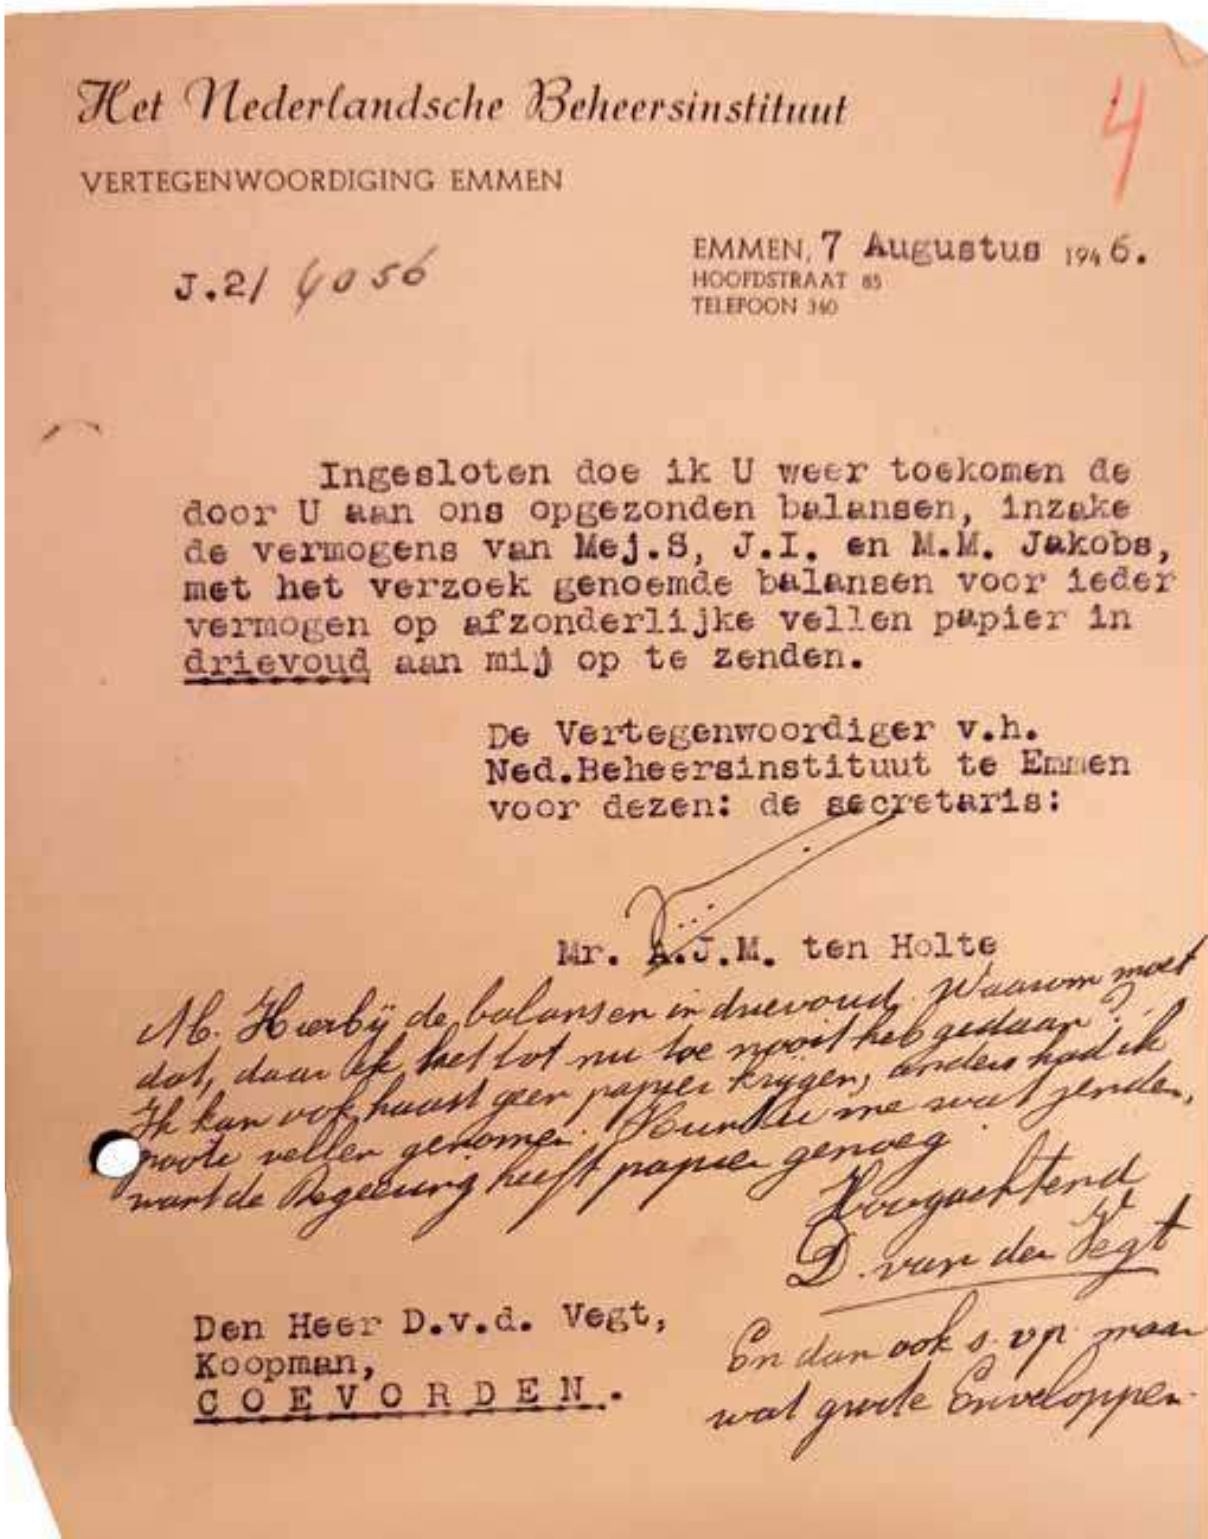 Het Nederlandsche Beheersinstituut
4
VERTEGENWOORDIGING EMMEN
EMMEN, 7 Augustus 1946.
J.2/ 4056
HOOFDSTRAAT 85
TELEFOON 340
Ingesloten doe ik U weer toekomen de
door U aan ons opgezonden balansen, inzake
de vermogens van Mej.S, J.I. en M.M. Jakobs,
met het verzoek genoemde balansen voor ieder
vermogen op afzonderlijke vellen papier in
drievoud aan mij op te zenden.
De Vertegenwoordiger v.h.
Ned.Beheersinstituut te Emmen
voor dezen: de secretaris:
Mr. A.J.M. ten Holte
M. Hierbij de balansen in drievoud. Waarom moet
dat, daar ik het tot nu toe nooit heb gedaan?
Ik kan ook haast geen papier krijgen, anders had ik
groote vellen genomen. Kunt u me wat zenden,
want de Regeering heeft papier genoeg.
Hoogachtend
D. van der Vegt
Den Heer D.v.d. Vegt,
Koopman,
COEVORDEN.
En dan ook s.vp. maar
wat groote Enveloppen.